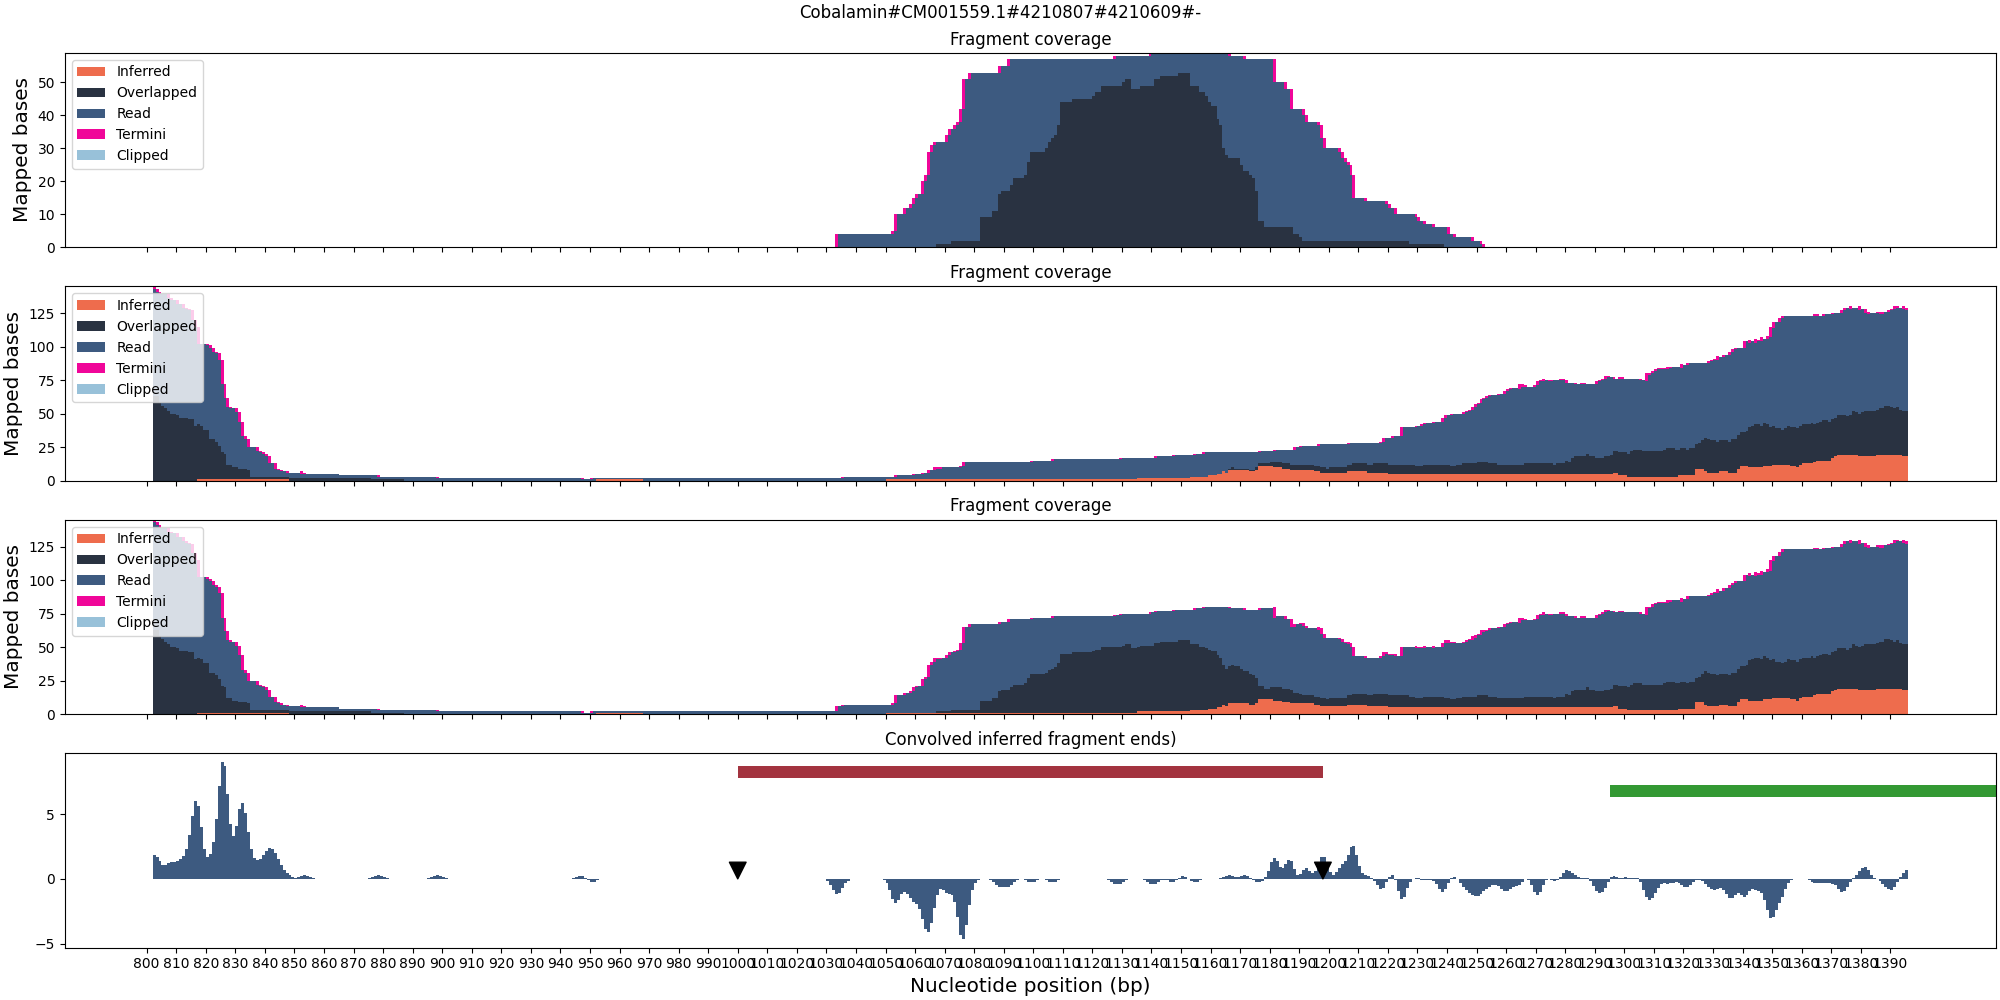 Cobalamin#CM001559.1#4210807#4210609#-
Fragment coverage
Mapped bases
50
40
30
20
10
0
Inferred
Overlapped
Read
Termini
Clipped
Fragment coverage
Mapped bases
125
100
75
50
25
0
Inferred
Overlapped
Read
Termini
Clipped
Fragment coverage
Mapped bases
125
100
75
50
25
0
Inferred
Overlapped
Read
Termini
Clipped
Convolved inferred fragment ends)
5
0
−5
800 810 820 830 840 850 860 870 880 890 900 910 920 930 940 950 960 970 980 990 1000 1010 1020 1030 1040 1050 1060 1070 1080 1090 1100 1110 1120 1130 1140 1150 1160 1170 1180 1190 1200 1210 1220 1230 1240 1250 1260 1270 1280 1290 1300 1310 1320 1330 1340 1350 1360 1370 1380 1390
Nucleotide position (bp)